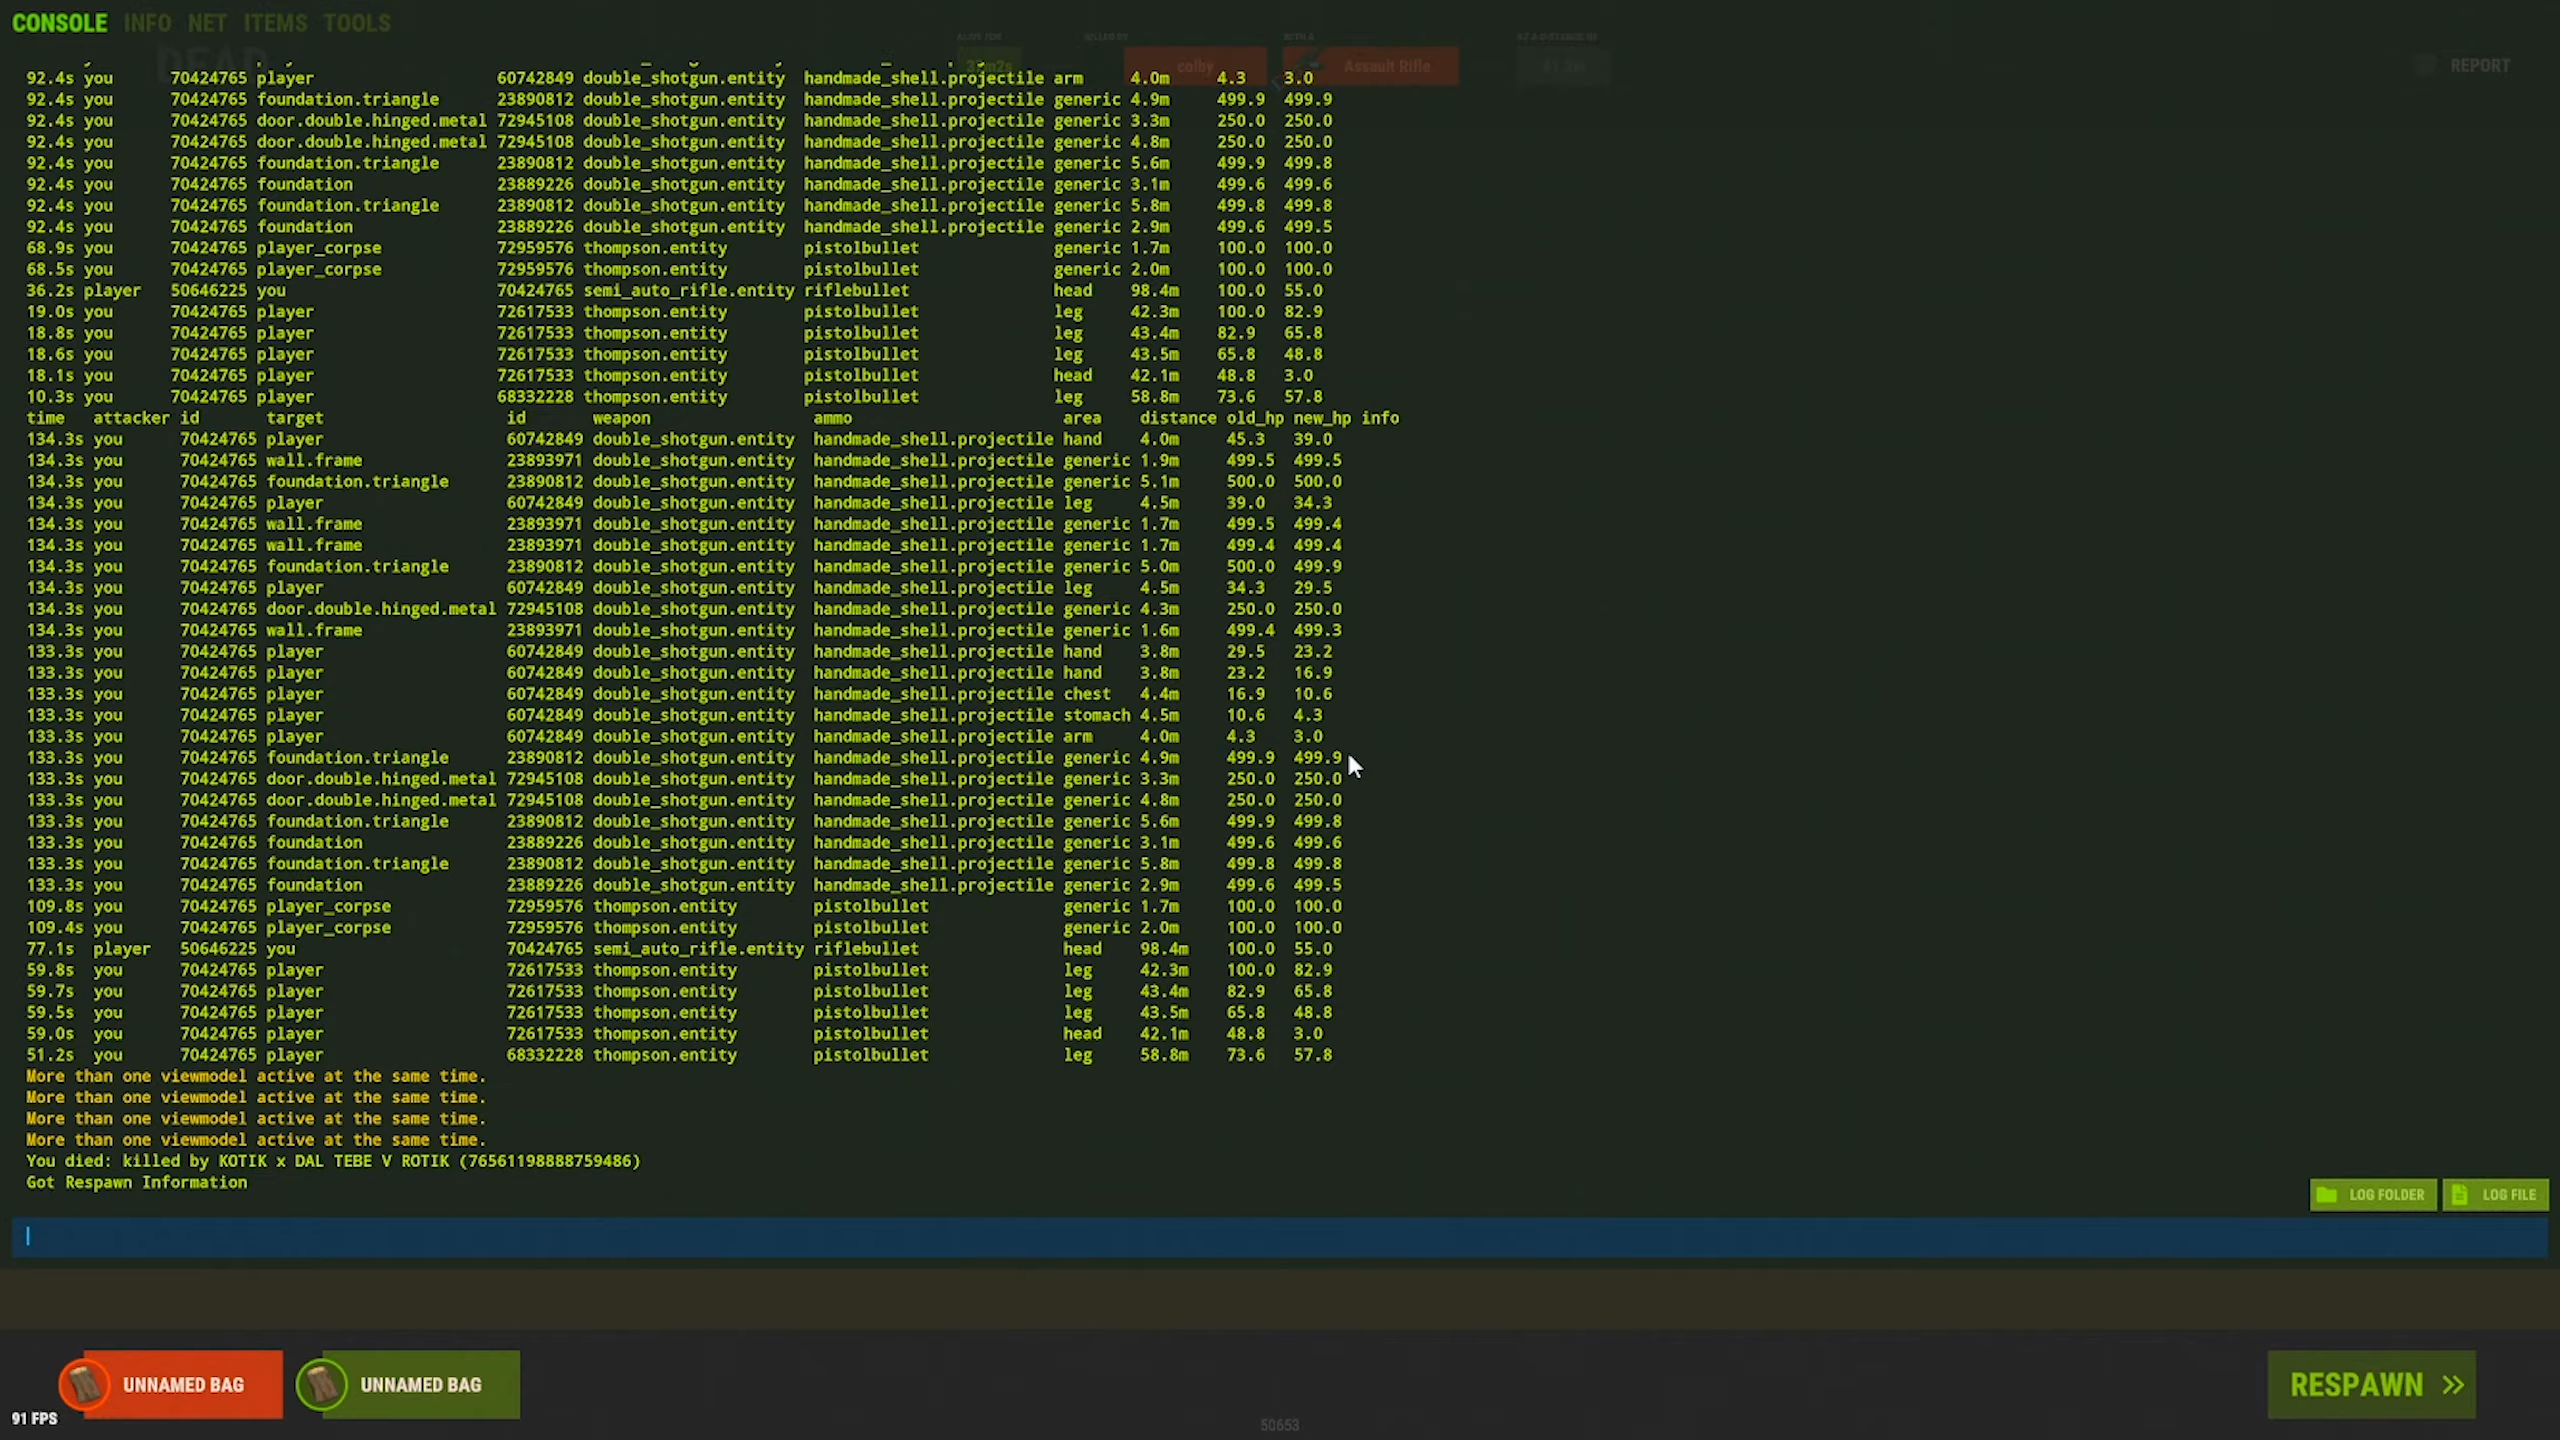 CONSOLE INFO NET ITEMS TOOLS
DEAD
ALIVE FOR KILLED BY WITH A AT A DISTANCE OF
colby Assault Rifle REPORT
92.4s you 70424765 player 60742849 double_shotgun.entity handmade_shell.projectile arm 4.0m 4.3 3.0
92.4s you 70424765 foundation.triangle 23890812 double_shotgun.entity handmade_shell.projectile generic 4.9m 499.9 499.9
92.4s you 70424765 door.double.hinged.metal 72945108 double_shotgun.entity handmade_shell.projectile generic 3.3m 250.0 250.0
92.4s you 70424765 door.double.hinged.metal 72945108 double_shotgun.entity handmade_shell.projectile generic 4.8m 250.0 250.0
92.4s you 70424765 foundation.triangle 23890812 double_shotgun.entity handmade_shell.projectile generic 5.6m 499.9 499.8
92.4s you 70424765 foundation 23889226 double_shotgun.entity handmade_shell.projectile generic 3.1m 499.6 499.6
92.4s you 70424765 foundation.triangle 23890812 double_shotgun.entity handmade_shell.projectile generic 5.8m 499.8 499.8
92.4s you 70424765 foundation 23889226 double_shotgun.entity handmade_shell.projectile generic 2.9m 499.6 499.5
68.9s you 70424765 player_corpse 72959576 thompson.entity pistolbullet generic 1.7m 100.0 100.0
68.5s you 70424765 player_corpse 72959576 thompson.entity pistolbullet generic 2.0m 100.0 100.0
36.2s player 50646225 you 70424765 semi_auto_rifle.entity riflebullet head 98.4m 100.0 55.0
19.0s you 70424765 player 72617533 thompson.entity pistolbullet leg 42.3m 100.0 82.9
18.8s you 70424765 player 72617533 thompson.entity pistolbullet leg 43.4m 82.9 65.8
18.6s you 70424765 player 72617533 thompson.entity pistolbullet leg 43.5m 65.8 48.8
18.1s you 70424765 player 72617533 thompson.entity pistolbullet head 42.1m 48.8 3.0
10.3s you 70424765 player 68332228 thompson.entity pistolbullet leg 58.8m 73.6 57.8
time attacker id target id weapon ammo area distance old_hp new_hp info
134.3s you 70424765 player 60742849 double_shotgun.entity handmade_shell.projectile hand 4.0m 45.3 39.0
134.3s you 70424765 wall.frame 23893971 double_shotgun.entity handmade_shell.projectile generic 1.9m 499.5 499.5
134.3s you 70424765 foundation.triangle 23890812 double_shotgun.entity handmade_shell.projectile generic 5.1m 500.0 500.0
134.3s you 70424765 player 60742849 double_shotgun.entity handmade_shell.projectile leg 4.5m 39.0 34.3
134.3s you 70424765 wall.frame 23893971 double_shotgun.entity handmade_shell.projectile generic 1.7m 499.5 499.4
134.3s you 70424765 wall.frame 23893971 double_shotgun.entity handmade_shell.projectile generic 1.7m 499.4 499.4
134.3s you 70424765 foundation.triangle 23890812 double_shotgun.entity handmade_shell.projectile generic 5.0m 500.0 499.9
134.3s you 70424765 player 60742849 double_shotgun.entity handmade_shell.projectile leg 4.5m 34.3 29.5
134.3s you 70424765 door.double.hinged.metal 72945108 double_shotgun.entity handmade_shell.projectile generic 4.3m 250.0 250.0
134.3s you 70424765 wall.frame 23893971 double_shotgun.entity handmade_shell.projectile generic 1.6m 499.4 499.3
133.3s you 70424765 player 60742849 double_shotgun.entity handmade_shell.projectile hand 3.8m 29.5 23.2
133.3s you 70424765 player 60742849 double_shotgun.entity handmade_shell.projectile hand 3.8m 23.2 16.9
133.3s you 70424765 player 60742849 double_shotgun.entity handmade_shell.projectile chest 4.4m 16.9 10.6
133.3s you 70424765 player 60742849 double_shotgun.entity handmade_shell.projectile stomach 4.5m 10.6 4.3
133.3s you 70424765 player 60742849 double_shotgun.entity handmade_shell.projectile arm 4.0m 4.3 3.0
133.3s you 70424765 foundation.triangle 23890812 double_shotgun.entity handmade_shell.projectile generic 4.9m 499.9 499.9
133.3s you 70424765 door.double.hinged.metal 72945108 double_shotgun.entity handmade_shell.projectile generic 3.3m 250.0 250.0
133.3s you 70424765 door.double.hinged.metal 72945108 double_shotgun.entity handmade_shell.projectile generic 4.8m 250.0 250.0
133.3s you 70424765 foundation.triangle 23890812 double_shotgun.entity handmade_shell.projectile generic 5.6m 499.9 499.8
133.3s you 70424765 foundation 23889226 double_shotgun.entity handmade_shell.projectile generic 3.1m 499.6 499.6
133.3s you 70424765 foundation.triangle 23890812 double_shotgun.entity handmade_shell.projectile generic 5.8m 499.8 499.8
133.3s you 70424765 foundation 23889226 double_shotgun.entity handmade_shell.projectile generic 2.9m 499.6 499.5
109.8s you 70424765 player_corpse 72959576 thompson.entity pistolbullet generic 1.7m 100.0 100.0
109.4s you 70424765 player_corpse 72959576 thompson.entity pistolbullet generic 2.0m 100.0 100.0
77.1s player 50646225 you 70424765 semi_auto_rifle.entity riflebullet head 98.4m 100.0 55.0
59.8s you 70424765 player 72617533 thompson.entity pistolbullet leg 42.3m 100.0 82.9
59.7s you 70424765 player 72617533 thompson.entity pistolbullet leg 43.4m 82.9 65.8
59.5s you 70424765 player 72617533 thompson.entity pistolbullet leg 43.5m 65.8 48.8
59.0s you 70424765 player 72617533 thompson.entity pistolbullet head 42.1m 48.8 3.0
51.2s you 70424765 player 68332228 thompson.entity pistolbullet leg 58.8m 73.6 57.8
More than one viewmodel active at the same time.
More than one viewmodel active at the same time.
More than one viewmodel active at the same time.
More than one viewmodel active at the same time.
You died: killed by KOTIK x DAL TEBE V ROTIK (76561198888759486)
Got Respawn Information
LOG FOLDER LOG FILE
UNNAMED BAG UNNAMED BAG RESPAWN
91 FPS
50653